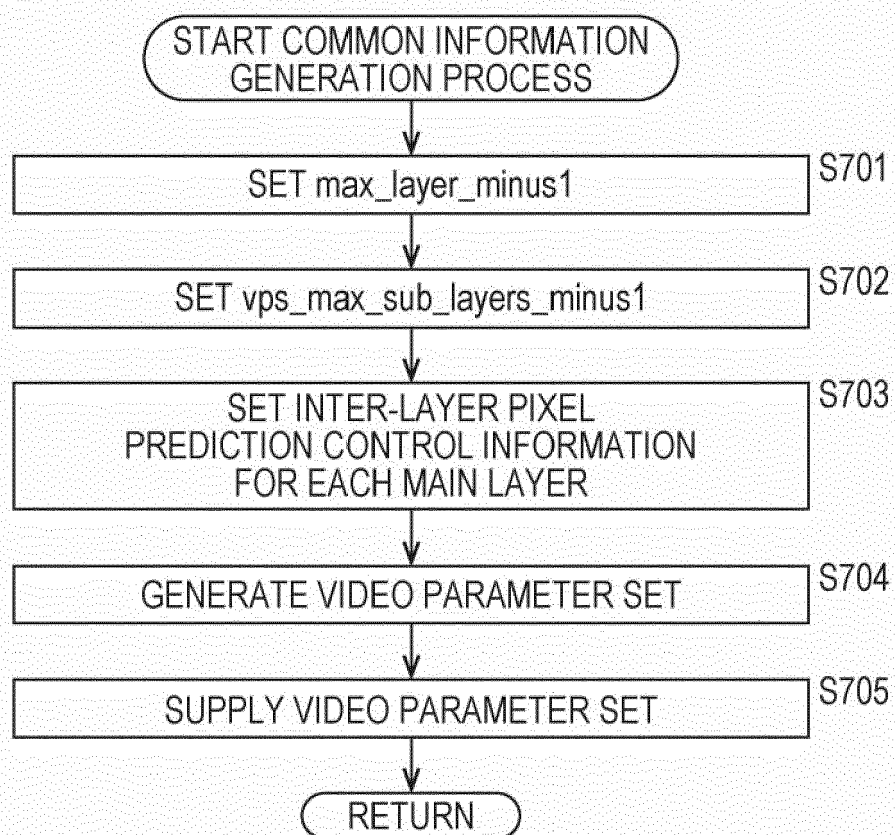 START COMMON INFORMATION
GENERATION PROCESS
S701
SET max_layer_minus1
S702
SET vps_max_sub_layers_minus1
S703
SET INTER-LAYER PIXEL
PREDICTION CONTROL INFORMATION
FOR EACH MAIN LAYER
S704
GENERATE VIDEO PARAMETER SET
S705
SUPPLY VIDEO PARAMETER SET
RETURN